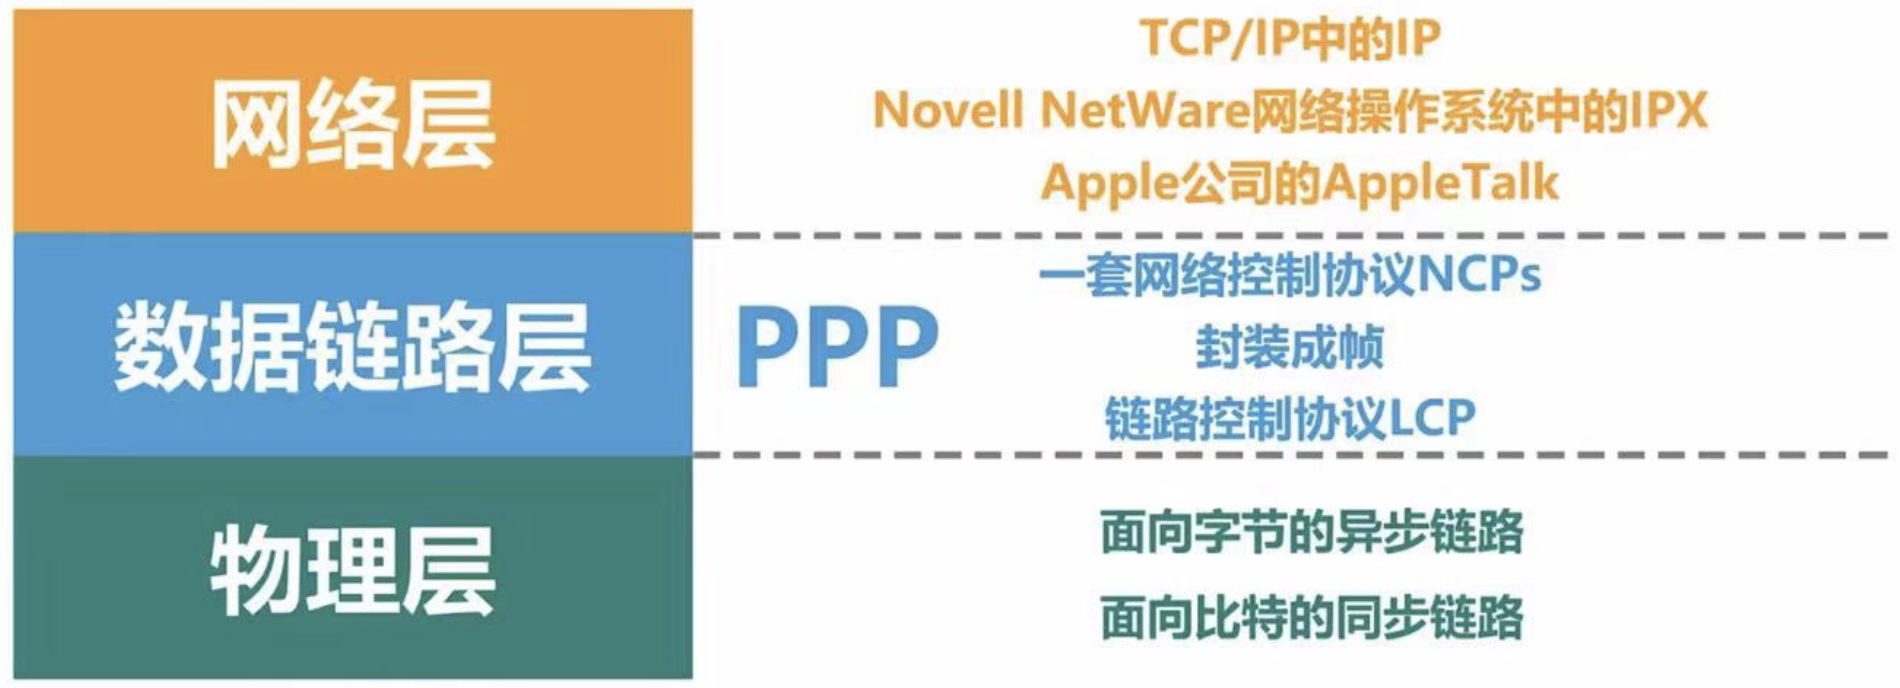 网络层
TCP/IP中的IP
Novell NetWare网络操作系统中的IPX
Apple公司的AppleTalk
数据链路层
PPP
一套网络控制协议NCPs
封装成帧
链路控制协议LCP
物理层
面向字节的异步链路
面向比特的同步链路